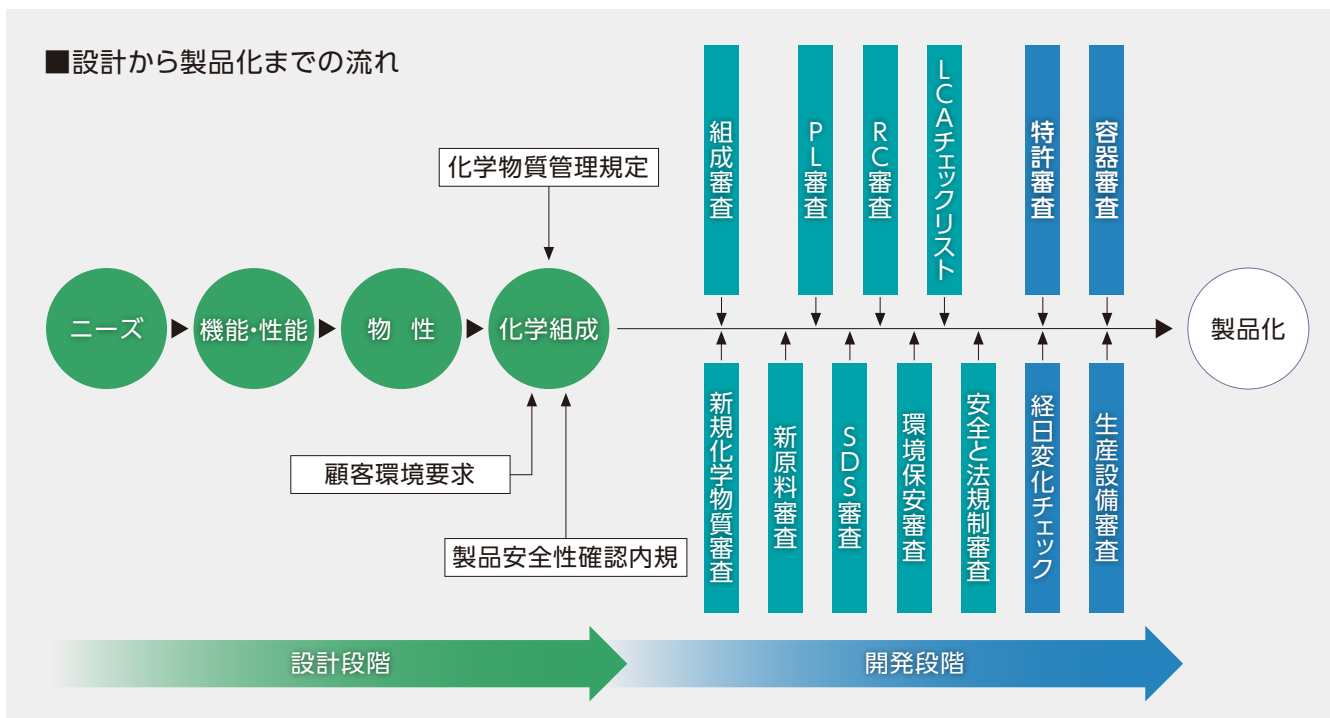 ■設計から製品化までの流れ
化学物質管理規定
ニーズ
機能・性能
物 性
化学組成
顧客環境要求
製品安全性確認内規
組成審査
PL審査
RC審査
LCAチェックリスト
特許審査
容器審査
新規化学物質審査
新原料審査
SDS審査
環境保安審査
安全と法規制審査
経日変化チェック
生産設備審査
製品化
設計段階
開発段階